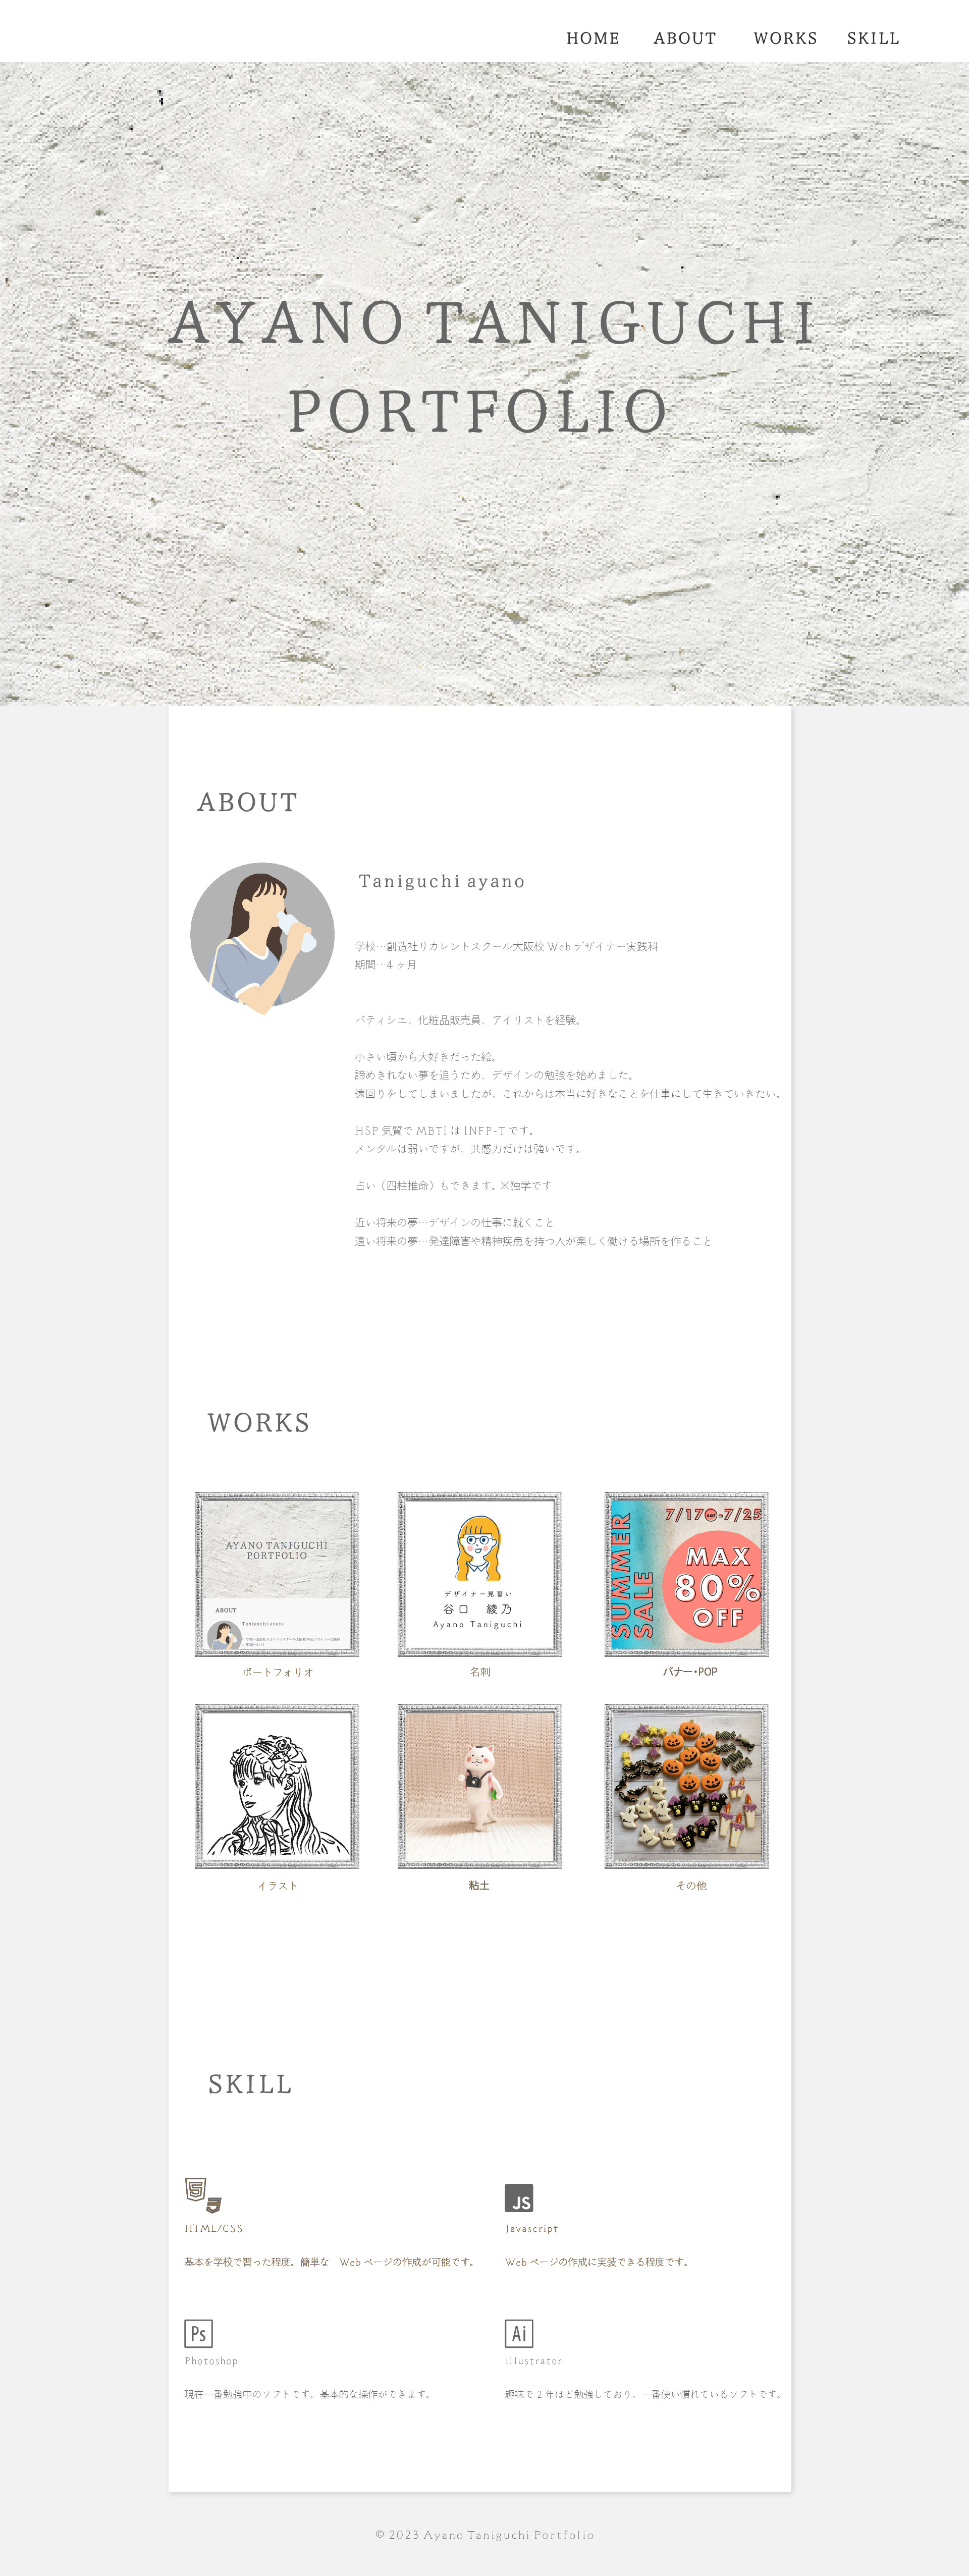 HOME ABOUT WORKS SKILL
AYANO TANIGUCHI
PORTFOLIO
ABOUT
Taniguchi ayano
学校…創造社リカレントスクール大阪校 Web デザイナー実践科
期間…4 ヶ月
パティシエ、化粧品販売員、アイリストを経験。
小さい頃から大好きだった絵。
諦めきれない夢を追うため、デザインの勉強を始めました。
遠回りをしてしまいましたが、これからは本当に好きなことを仕事にして生きていきたい。
HSP 気質で MBTI は INFP-T です。
メンタルは弱いですが、共感力だけは強いです。
占い（四柱推命）もできます。※独学です
近い将来の夢…デザインの仕事に就くこと
遠い将来の夢…発達障害や精神疾患を持つ人が楽しく働ける場所を作ること
WORKS
AYANO TANIGUCHI
PORTFOLIO
ABOUT
Taniguchi ayano
デザイナー見習い
谷口 綾乃
Ayano Taniguchi
7/17-7/25
SUMMER
SALE
MAX
80%
OFF
ポートフォリオ
名刺
バナー・POP
イラスト
粘土
その他
SKILL
HTML/CSS
基本を学校で習った程度。簡単な　Web ページの作成が可能です。
JS
Javascript
Web ページの作成に実装できる程度です。
Ps
Photoshop
現在一番勉強中のソフトです。基本的な操作ができます。
Ai
illustrator
趣味で 2 年ほど勉強しており、一番使い慣れているソフトです。
© 2023 Ayano Taniguchi Portfolio